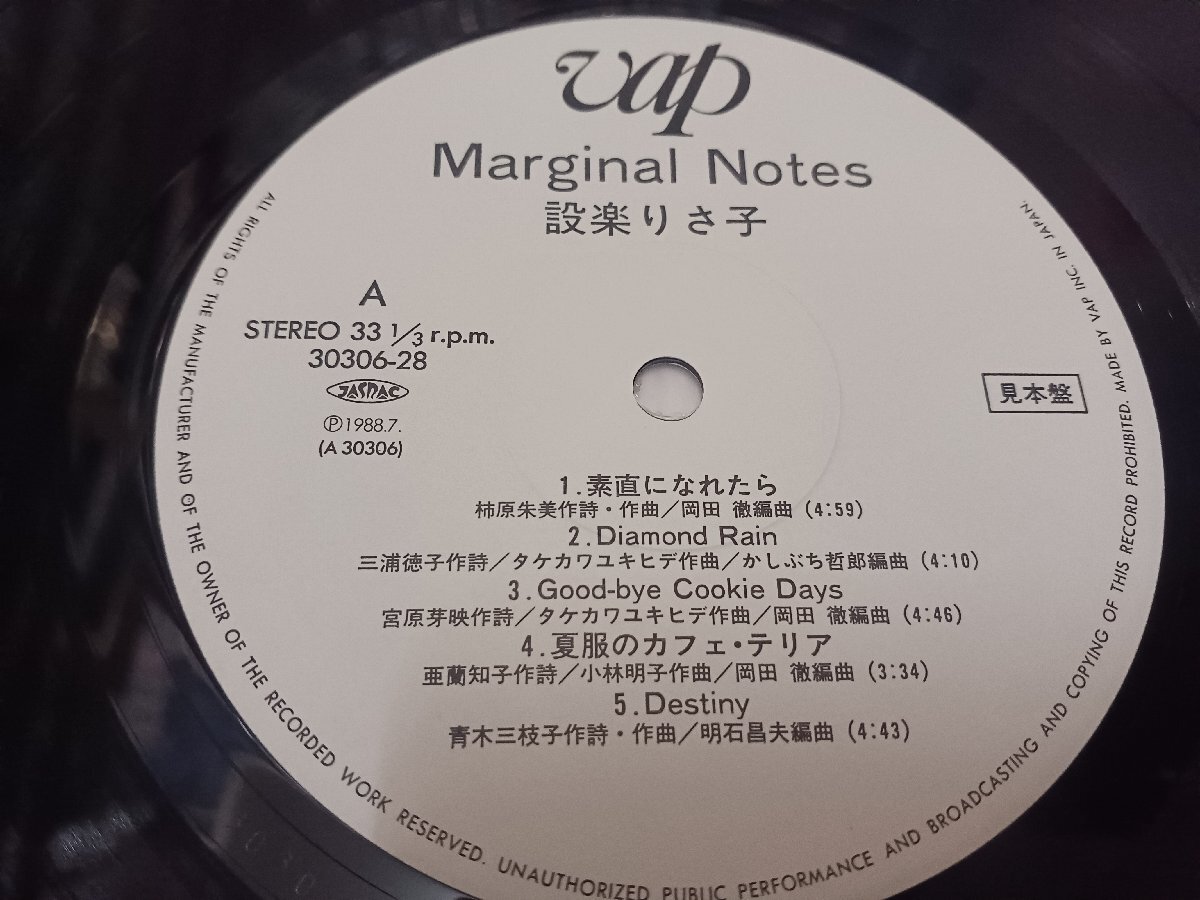 vap
Marginal Notes
設楽りさ子
A
STEREO 33 1/3 r.p.m.
30306-28
JASRAC
Ⓟ1988.7.
(A 30306)
見本盤
1.素直になれたら
柿原朱美作詩・作曲/岡田 徹編曲 (4:59)
2.Diamond Rain
三浦徳子作詩/タケカワユキヒデ作曲/かしぶち哲郎編曲 (4:10)
3.Good-bye Cookie Days
宮原芽映作詩/タケカワユキヒデ作曲/岡田 徹編曲 (4:46)
4.夏服のカフェ・テリア
亜蘭知子作詩/小林明子作曲/岡田 徹編曲 (3:34)
5.Destiny
青木三枝子作詩・作曲/明石昌夫編曲 (4:43)
ALL RIGHTS OF THE MANUFACTURER AND OF THE OWNER OF THE RECORDED WORK RESERVED. UNAUTHORIZED PUBLIC PERFORMANCE AND BROADCASTING AND COPYING OF THIS RECORD PROHIBITED. MADE BY VAP INC. IN JAPAN.